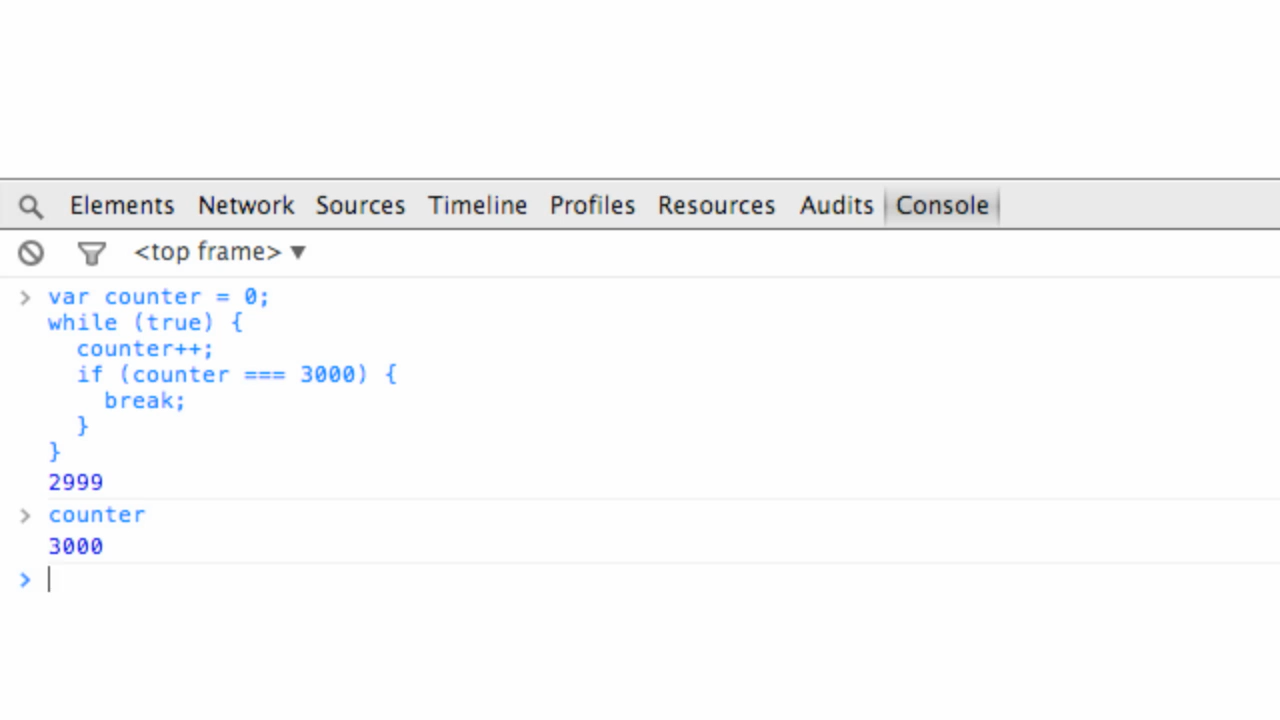 Elements Network Sources Timeline Profiles Resources Audits Console
<top frame> ▼
> var counter = 0;
while (true) {
  counter++;
  if (counter === 3000) {
    break;
  }
}
2999
> counter
3000
>